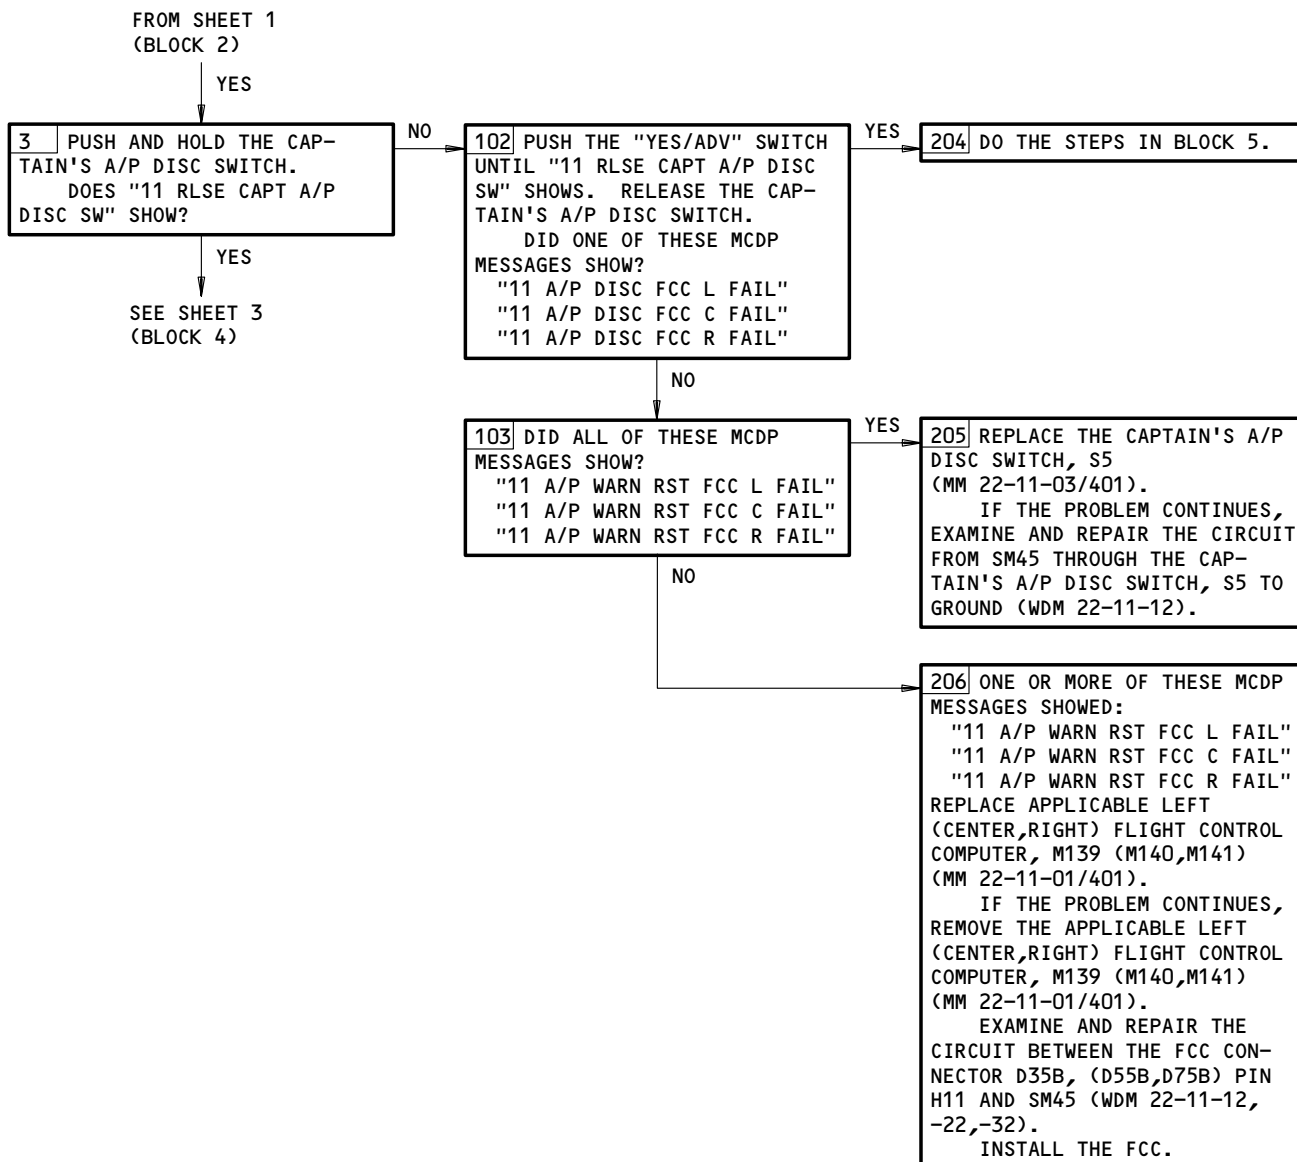 FROM SHEET 1
(BLOCK 2)
YES
3 PUSH AND HOLD THE CAP-
TAIN'S A/P DISC SWITCH.
DOES "11 RLSE CAPT A/P
DISC SW" SHOW?
NO
YES
SEE SHEET 3
(BLOCK 4)
102 PUSH THE "YES/ADV" SWITCH
UNTIL "11 RLSE CAPT A/P DISC
SW" SHOWS. RELEASE THE CAP-
TAIN'S A/P DISC SWITCH.
DID ONE OF THESE MCDP
MESSAGES SHOW?
"11 A/P DISC FCC L FAIL"
"11 A/P DISC FCC C FAIL"
"11 A/P DISC FCC R FAIL"
YES
204 DO THE STEPS IN BLOCK 5.
NO
103 DID ALL OF THESE MCDP
MESSAGES SHOW?
"11 A/P WARN RST FCC L FAIL"
"11 A/P WARN RST FCC C FAIL"
"11 A/P WARN RST FCC R FAIL"
YES
205 REPLACE THE CAPTAIN'S A/P
DISC SWITCH, S5
(MM 22-11-03/401).
IF THE PROBLEM CONTINUES,
EXAMINE AND REPAIR THE CIRCUIT
FROM SM45 THROUGH THE CAP-
TAIN'S A/P DISC SWITCH, S5 TO
GROUND (WDM 22-11-12).
NO
206 ONE OR MORE OF THESE MCDP
MESSAGES SHOWED:
"11 A/P WARN RST FCC L FAIL"
"11 A/P WARN RST FCC C FAIL"
"11 A/P WARN RST FCC R FAIL"
REPLACE APPLICABLE LEFT
(CENTER,RIGHT) FLIGHT CONTROL
COMPUTER, M139 (M140,M141)
(MM 22-11-01/401).
IF THE PROBLEM CONTINUES,
REMOVE THE APPLICABLE LEFT
(CENTER,RIGHT) FLIGHT CONTROL
COMPUTER, M139 (M140,M141)
(MM 22-11-01/401).
EXAMINE AND REPAIR THE
CIRCUIT BETWEEN THE FCC CON-
NECTOR D35B, (D55B,D75B) PIN
H11 AND SM45 (WDM 22-11-12,
-22,-32).
INSTALL THE FCC.